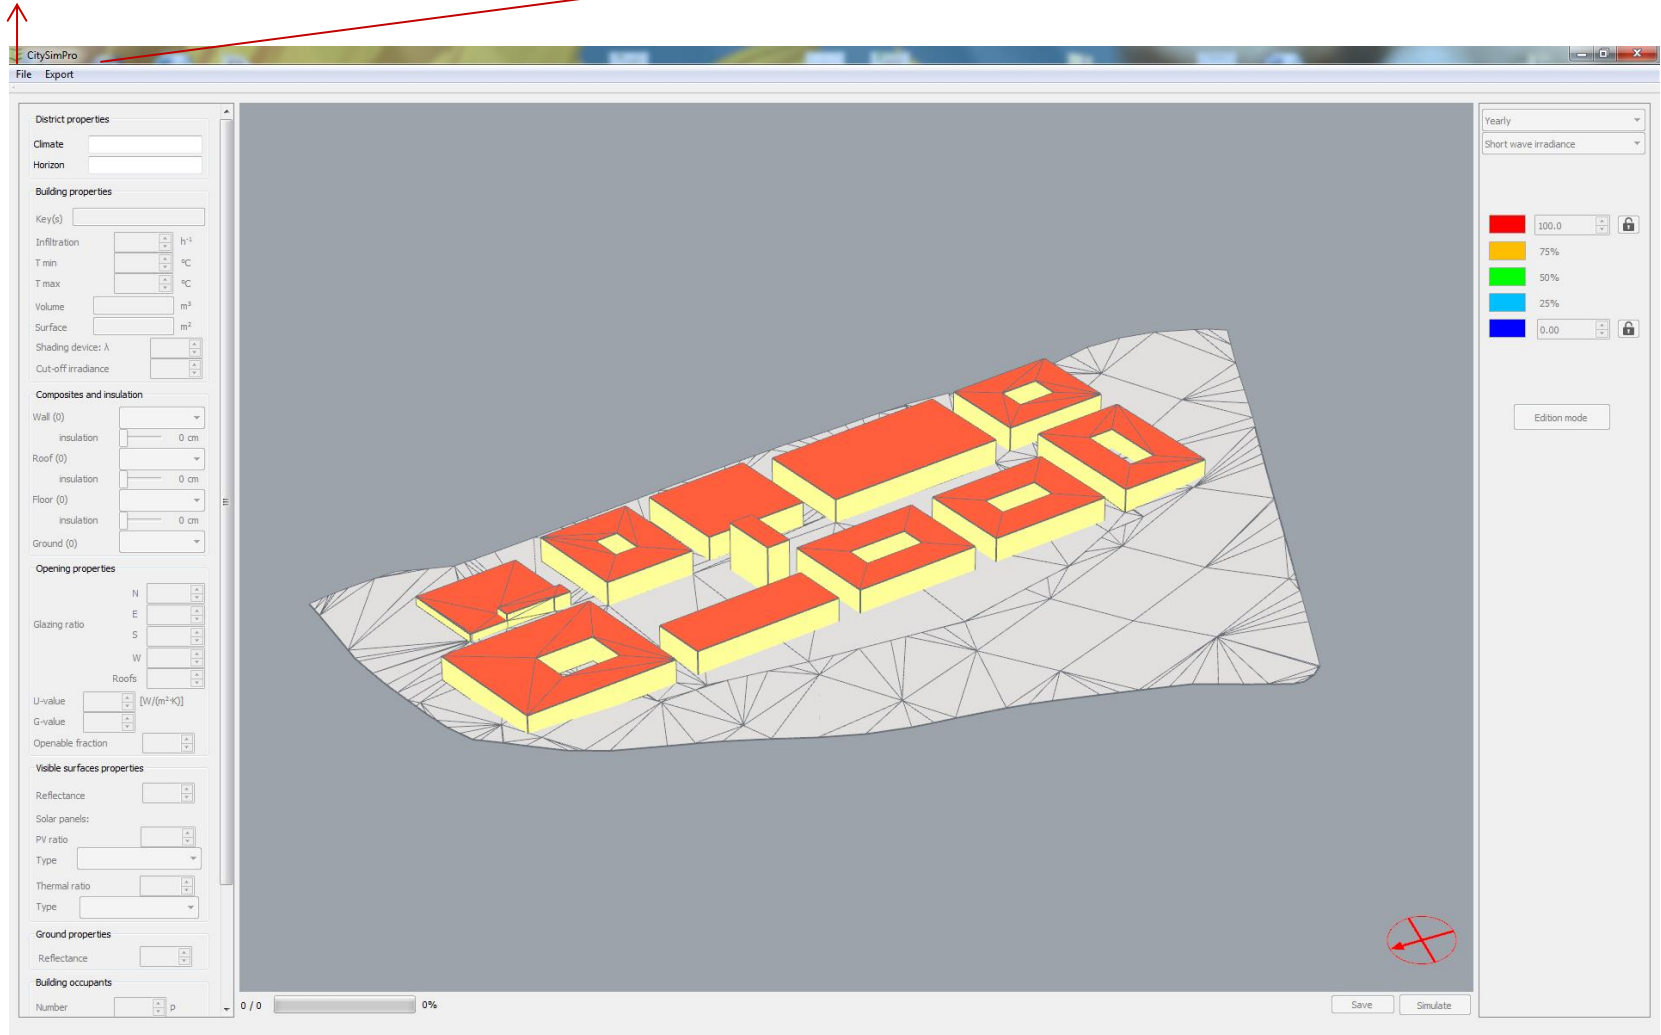 CitySimPro
File Export
District properties
Climate
Horizon
Building properties
Key(s)
Infiltration h⁻¹
T min °C
T max °C
Volume m³
Surface m²
Shading device: λ
Cut-off irradiance
Composites and insulation
Wall (0)
insulation 0 cm
Roof (0)
insulation 0 cm
Floor (0)
insulation 0 cm
Ground (0)
Opening properties
N
E
Glazing ratio
S
W
Roofs
U-value [W/(m²·K)]
G-value
Openable fraction
Visible surfaces properties
Reflectance
Solar panels:
PV ratio
Type
Thermal ratio
Type
Ground properties
Reflectance
Building occupants
Number p
0 / 0 0%
Save Simulate
Yearly
Short wave irradiance
100.0
75%
50%
25%
0.00
Edition mode